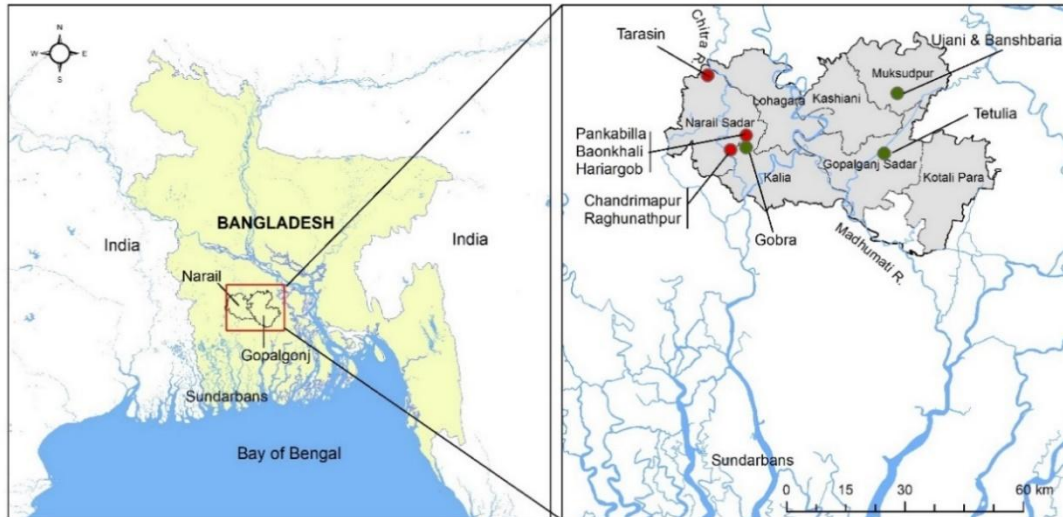 N
W E
S
India
BANGLADESH
India
Narail
Gopalgonj
Sundarbans
Bay of Bengal
Chitra R.
Tarasin
Ujani & Banshbaria
Muksudpur
Lohagara
Kashiani
Narail Sadar
Tetulia
Pankabilla
Baonkhali
Hariargob
Gopalganj Sadar
Kalia
Kotali Para
Chandrimapur
Raghunathpur
Gobra
Madhumati R.
Sundarbans
0 30 60 km